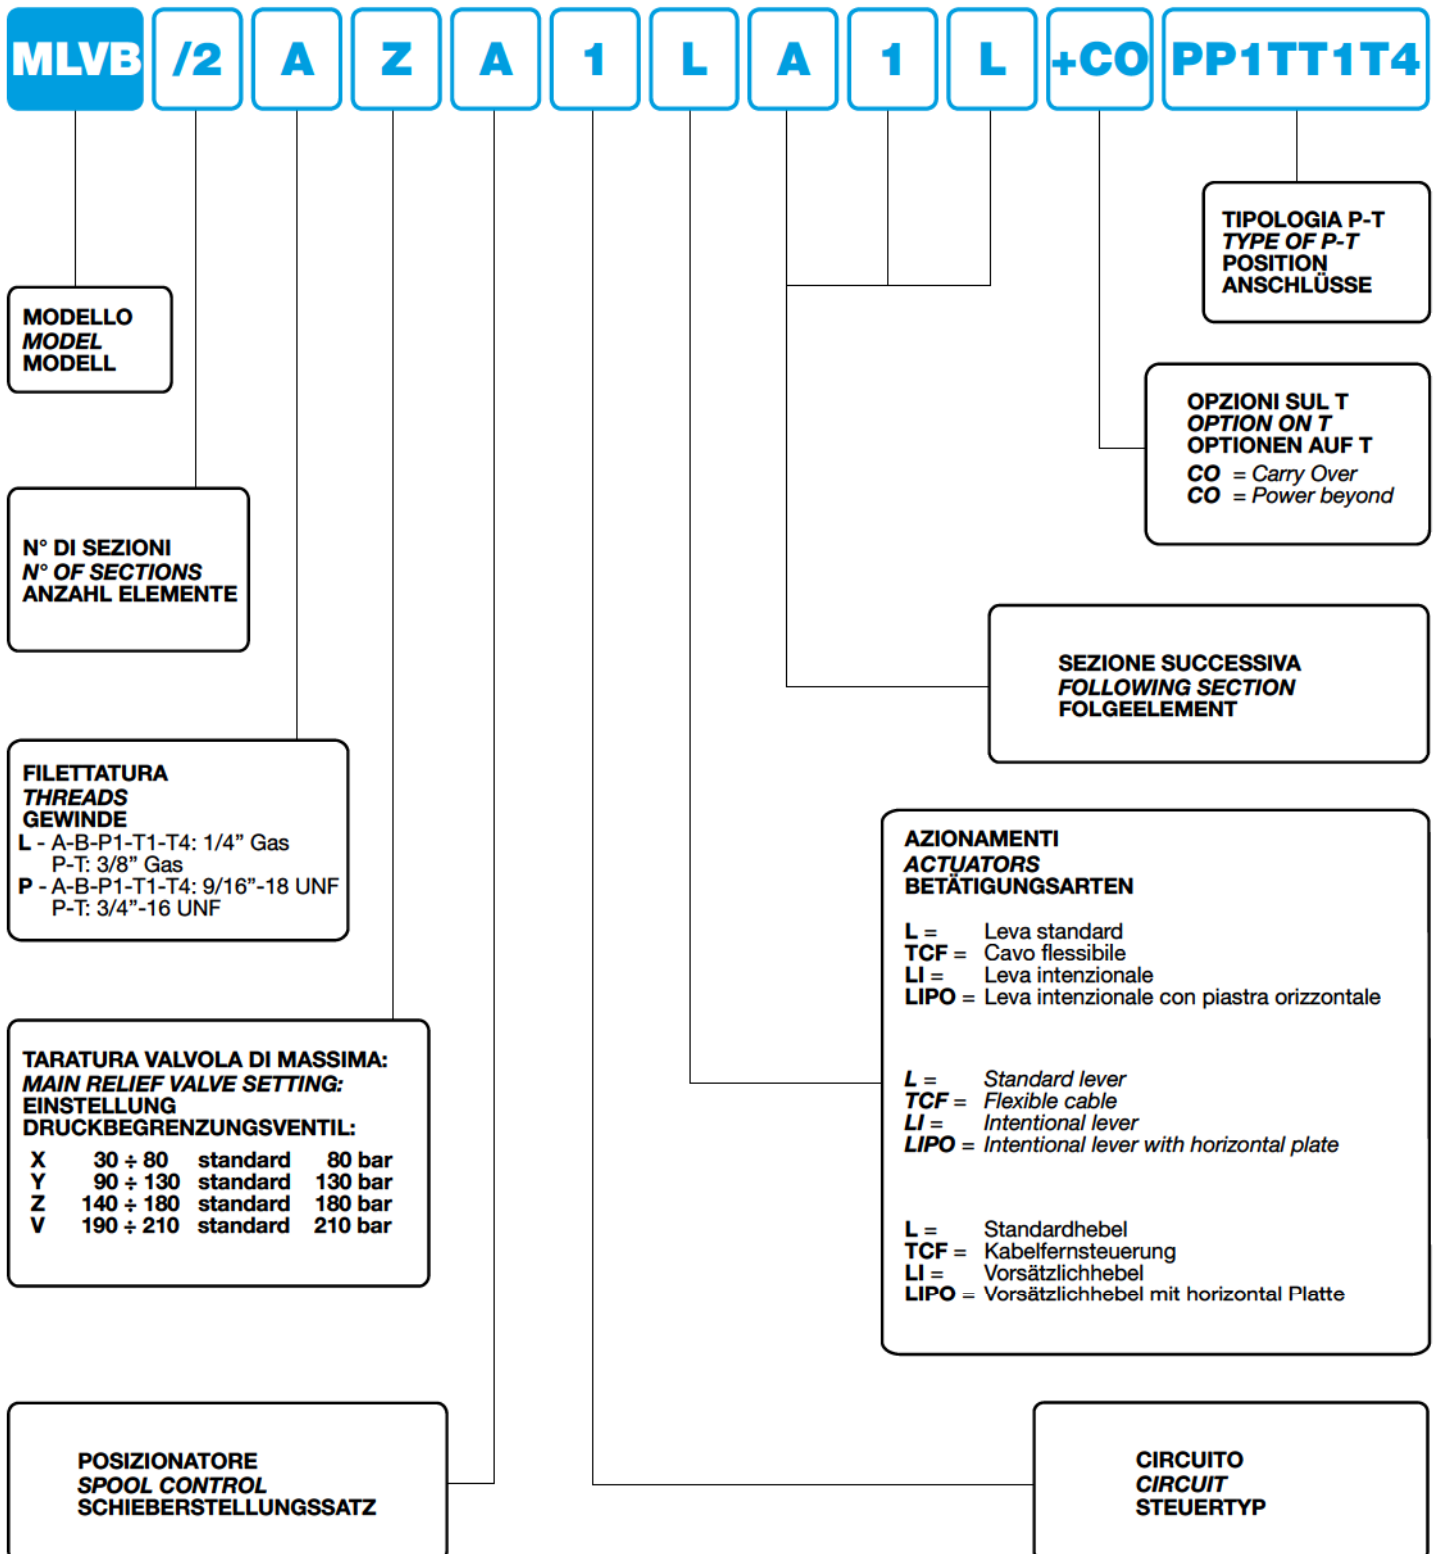 MLVB /2 A Z A 1 L A 1 L +CO PP1TT1T4
TIPOLOGIA P-T
TYPE OF P-T
POSITION
ANSCHLÜSSE
MODELLO
MODEL
MODELL
OPZIONI SUL T
OPTION ON T
OPTIONEN AUF T
CO = Carry Over
CO = Power beyond
N° DI SEZIONI
N° OF SECTIONS
ANZAHL ELEMENTE
SEZIONE SUCCESSIVA
FOLLOWING SECTION
FOLGEELEMENT
FILETTATURA
THREADS
GEWINDE
L - A-B-P1-T1-T4: 1/4” Gas
P-T: 3/8” Gas
P - A-B-P1-T1-T4: 9/16”-18 UNF
P-T: 3/4”-16 UNF
AZIONAMENTI
ACTUATORS
BETÄTIGUNGSARTEN
L = Leva standard
TCF = Cavo flessibile
LI = Leva intenzionale
LIPO = Leva intenzionale con piastra orizzontale
L = Standard lever
TCF = Flexible cable
LI = Intentional lever
LIPO = Intentional lever with horizontal plate
L = Standardhebel
TCF = Kabelfernsteuerung
LI = Vorsätzlichhebel
LIPO = Vorsätzlichhebel mit horizontal Platte
TARATURA VALVOLA DI MASSIMA:
MAIN RELIEF VALVE SETTING:
EINSTELLUNG
DRUCKBEGRENZUNGSVENTIL:
X 30 ÷ 80 standard 80 bar
Y 90 ÷ 130 standard 130 bar
Z 140 ÷ 180 standard 180 bar
V 190 ÷ 210 standard 210 bar
POSIZIONATORE
SPOOL CONTROL
SCHIEBERSTELLUNGSSATZ
CIRCUITO
CIRCUIT
STEUERTYP